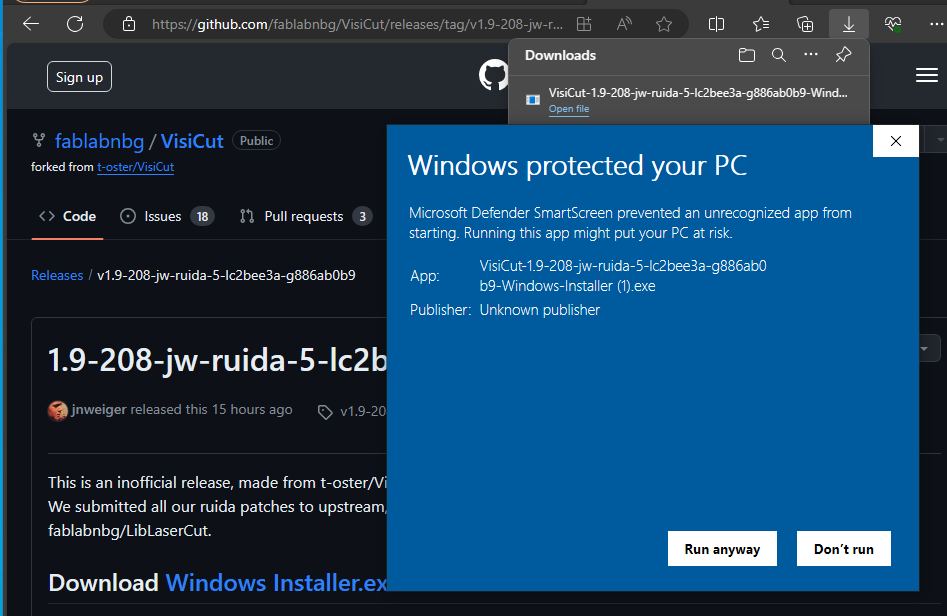 https://github.com/fablabnbg/VisiCut/releases/tag/v1.9-208-jw-r...
Downloads
Sign up
VisiCut-1.9-208-jw-ruida-5-lc2bee3a-g886ab0b9-Wind...
Open file
fablabnbg / VisiCut Public
forked from t-oster/VisiCut
Code Issues 18 Pull requests 3
Releases / v1.9-208-jw-ruida-5-lc2bee3a-g886ab0b9
1.9-208-jw-ruida-5-lc2b
jnweiger released this 15 hours ago v1.9-20
This is an inofficial release, made from t-oster/Vi
We submitted all our ruida patches to upstream,
fablabnbg/LibLaserCut.
Download Windows Installer.ex
Windows protected your PC
Microsoft Defender SmartScreen prevented an unrecognized app from
starting. Running this app might put your PC at risk.
App: VisiCut-1.9-208-jw-ruida-5-lc2bee3a-g886ab0
b9-Windows-Installer (1).exe
Publisher: Unknown publisher
Run anyway Don't run